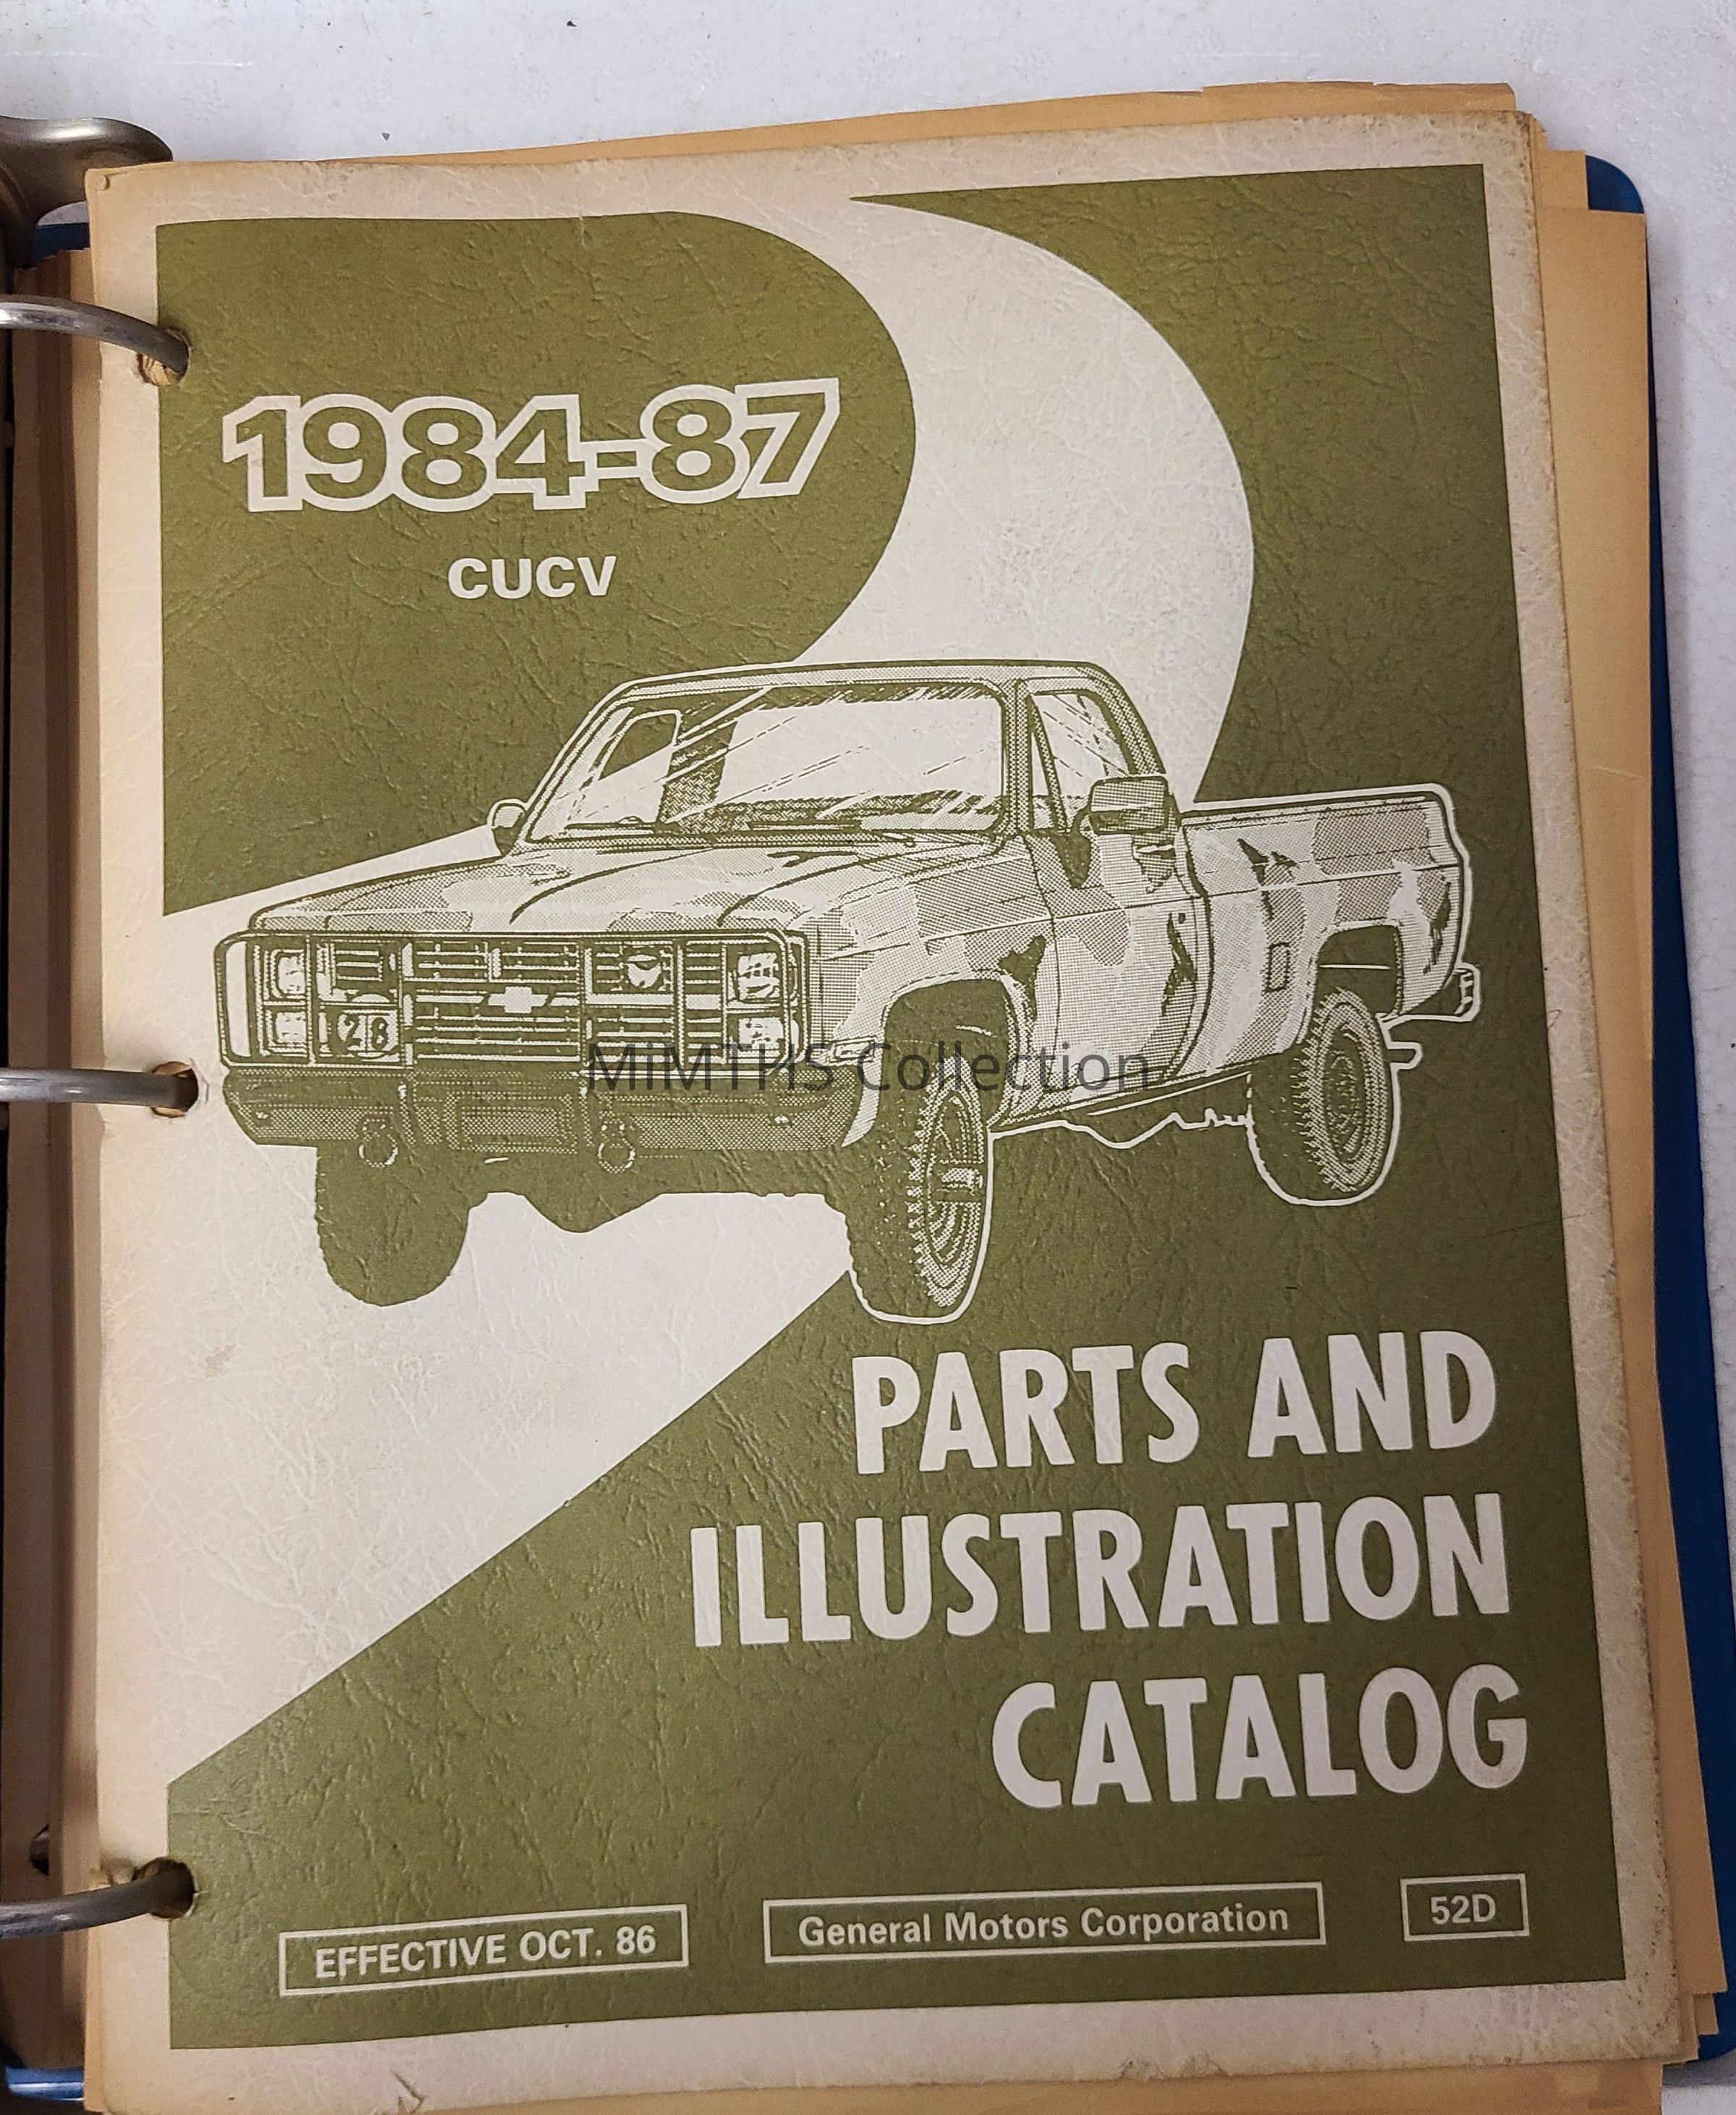 1984-87
CUCV
28
MiMTHS Collection
PARTS AND
ILLUSTRATION
CATALOG
EFFECTIVE OCT. 86
General Motors Corporation
52D